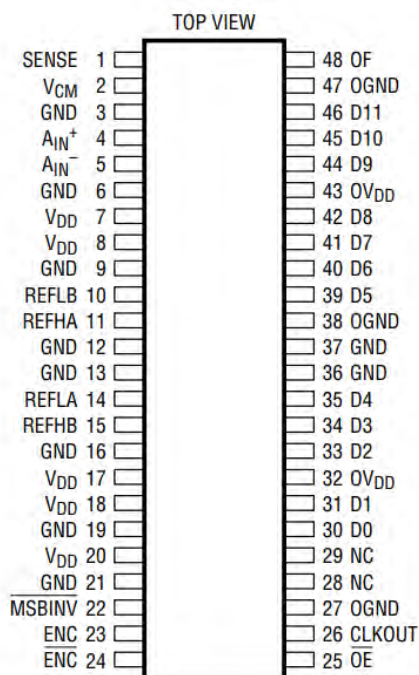 TOP VIEW
SENSE 1 48 OF
VCM 2 47 OGND
GND 3 46 D11
AIN+ 4 45 D10
AIN– 5 44 D9
GND 6 43 OVDD
VDD 7 42 D8
VDD 8 41 D7
GND 9 40 D6
REFLB 10 39 D5
REFHA 11 38 OGND
GND 12 37 GND
GND 13 36 GND
REFLA 14 35 D4
REFHB 15 34 D3
GND 16 33 D2
VDD 17 32 OVDD
VDD 18 31 D1
GND 19 30 D0
VDD 20 29 NC
GND 21 28 NC
MSBINV 22 27 OGND
ENC 23 26 CLKOUT
ENC 24 25 OE